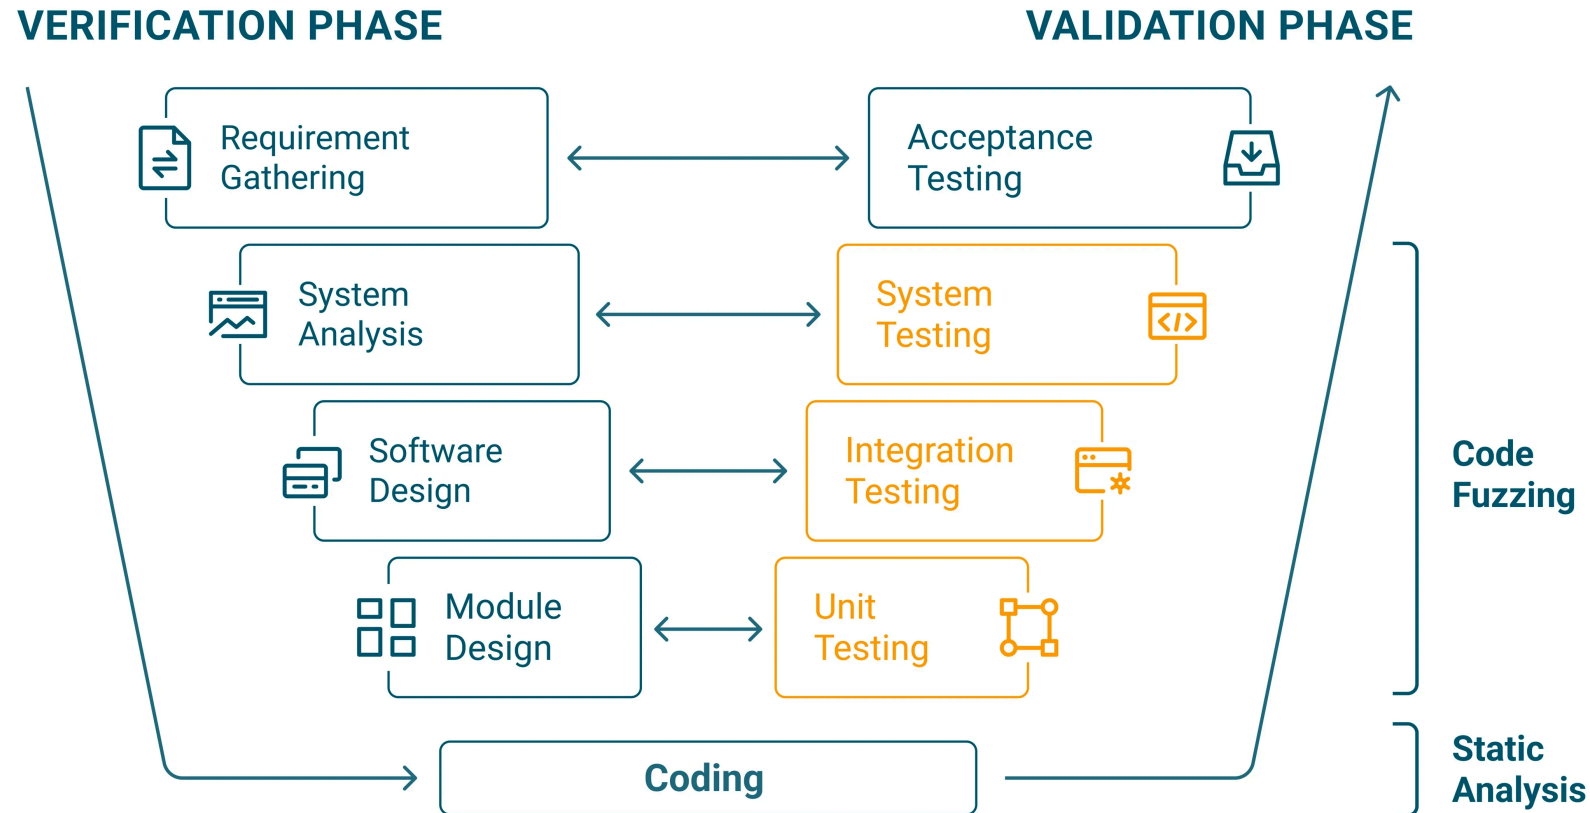 VERIFICATION PHASE
VALIDATION PHASE
Requirement
Gathering
Acceptance
Testing
System
Analysis
System
Testing
</>
Software
Design
Integration
Testing
Code
Fuzzing
Module
Design
Unit
Testing
Coding
Static
Analysis